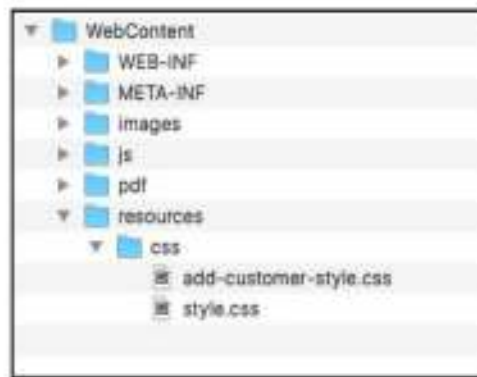 WebContent
WEB-INF
META-INF
images
js
pdf
resources
css
add-customer-style.css
style.css